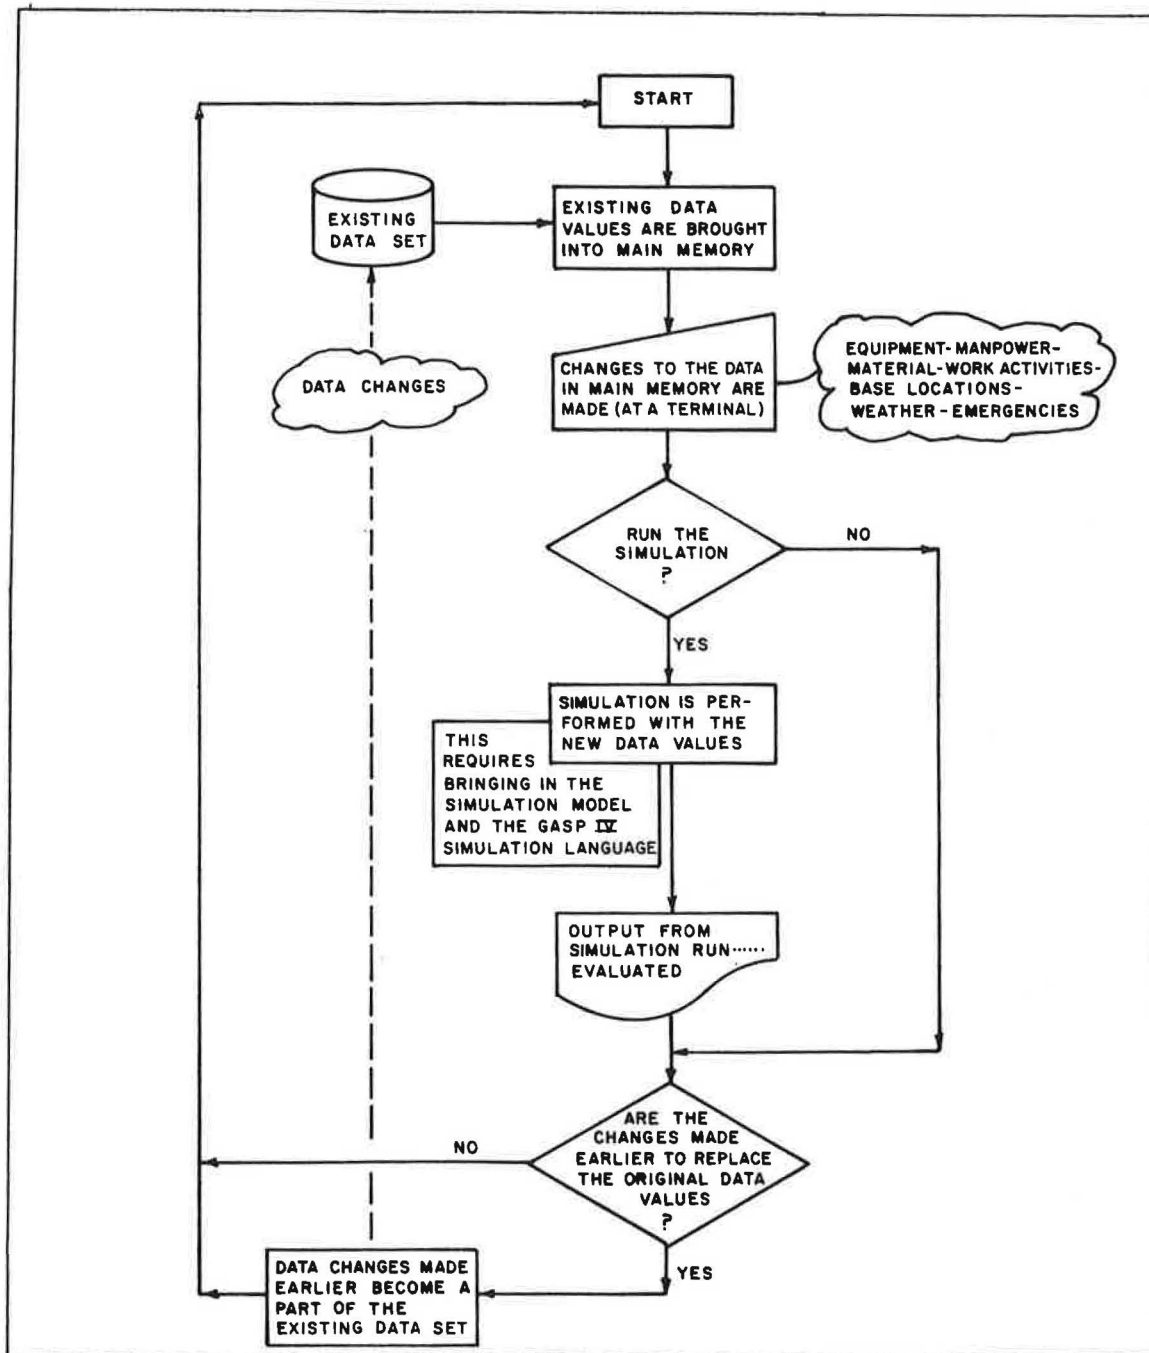 START
EXISTING DATA
VALUES ARE BROUGHT
INTO MAIN MEMORY
EXISTING
DATA SET
CHANGES TO THE DATA
IN MAIN MEMORY ARE
MADE (AT A TERMINAL)
EQUIPMENT-MANPOWER-
MATERIAL-WORK ACTIVITIES-
BASE LOCATIONS-
WEATHER-EMERGENCIES
DATA CHANGES
RUN THE
SIMULATION
?
NO
YES
SIMULATION IS PER-
FORMED WITH THE
NEW DATA VALUES
THIS
REQUIRES
BRINGING IN THE
SIMULATION MODEL
AND THE GASP IV
SIMULATION LANGUAGE
OUTPUT FROM
SIMULATION RUN......
EVALUATED
ARE THE
CHANGES MADE
EARLIER TO REPLACE
THE ORIGINAL DATA
VALUES
?
NO
YES
DATA CHANGES MADE
EARLIER BECOME A
PART OF THE
EXISTING DATA SET